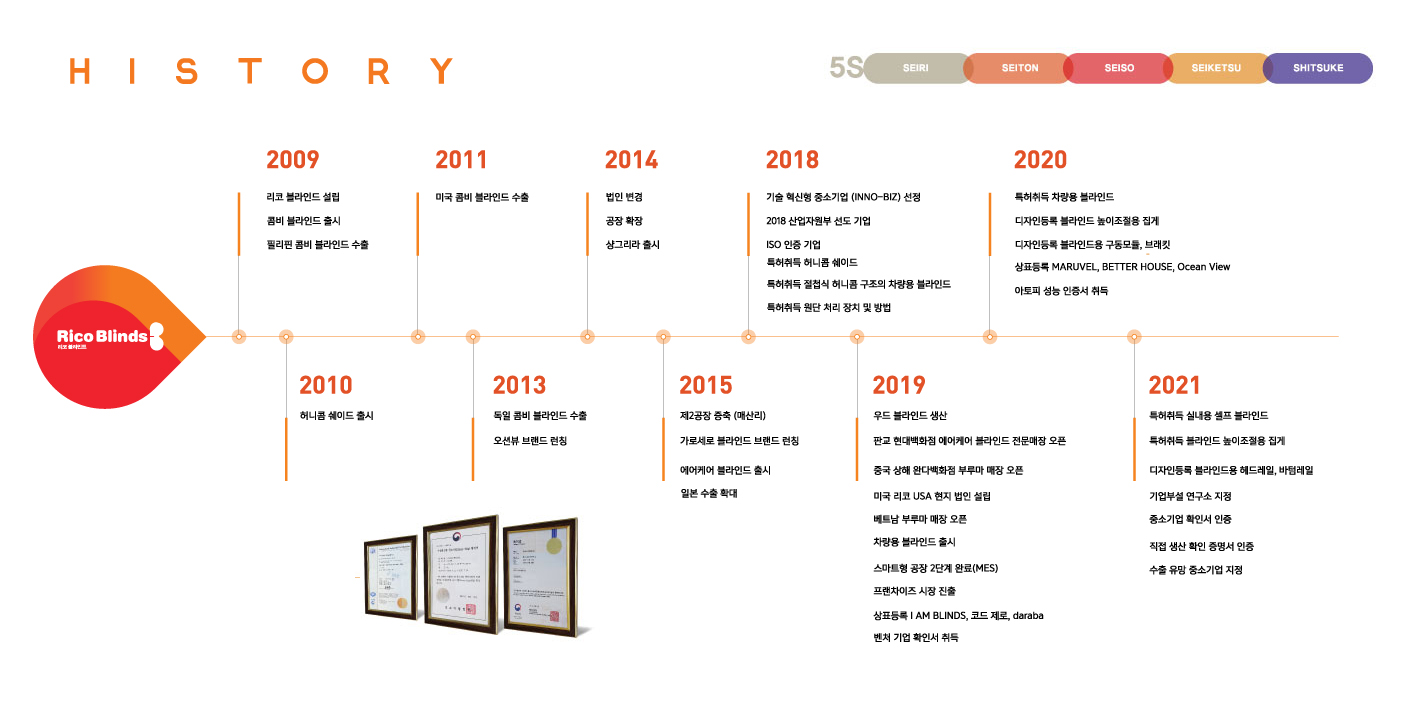 HISTORY
5S SEIRI SEITON SEISO SEIKETSU SHITSUKE
2009
리코 블라인드 설립
콤비 블라인드 출시
필리핀 콤비 블라인드 수출
2011
미국 콤비 블라인드 수출
2014
법인 변경
공장 확장
샹그리라 출시
2018
기술 혁신형 중소기업 (INNO-BIZ) 선정
2018 산업자원부 선도 기업
ISO 인증 기업
특허취득 허니콤 쉐이드
특허취득 절첩식 허니콤 구조의 차량용 블라인드
특허취득 원단 처리 장치 및 방법
2020
특허취득 차량용 블라인드
디자인등록 블라인드 높이조절용 집게
디자인등록 블라인드용 구동모듈, 브래킷
상표등록 MARUVEL, BETTER HOUSE, Ocean View
아토피 성능 인증서 취득
Rico Blinds
리코 블라인드
2010
허니콤 쉐이드 출시
2013
독일 콤비 블라인드 수출
오션뷰 브랜드 런칭
2015
제2공장 증축 (매산리)
가로세로 블라인드 브랜드 런칭
에어케어 블라인드 출시
일본 수출 확대
2019
우드 블라인드 생산
판교 현대백화점 에어케어 블라인드 전문매장 오픈
중국 상해 완다백화점 부루마 매장 오픈
미국 리코 USA 현지 법인 설립
베트남 부루마 매장 오픈
차량용 블라인드 출시
스마트형 공장 2단계 완료(MES)
프랜차이즈 시장 진출
상표등록 I AM BLINDS, 코드 제로, daraba
벤처 기업 확인서 취득
2021
특허취득 실내용 셀프 블라인드
특허취득 블라인드 높이조절용 집게
디자인등록 블라인드용 헤드레일, 바텀레일
기업부설 연구소 지정
중소기업 확인서 인증
직접 생산 확인 증명서 인증
수출 유망 중소기업 지정